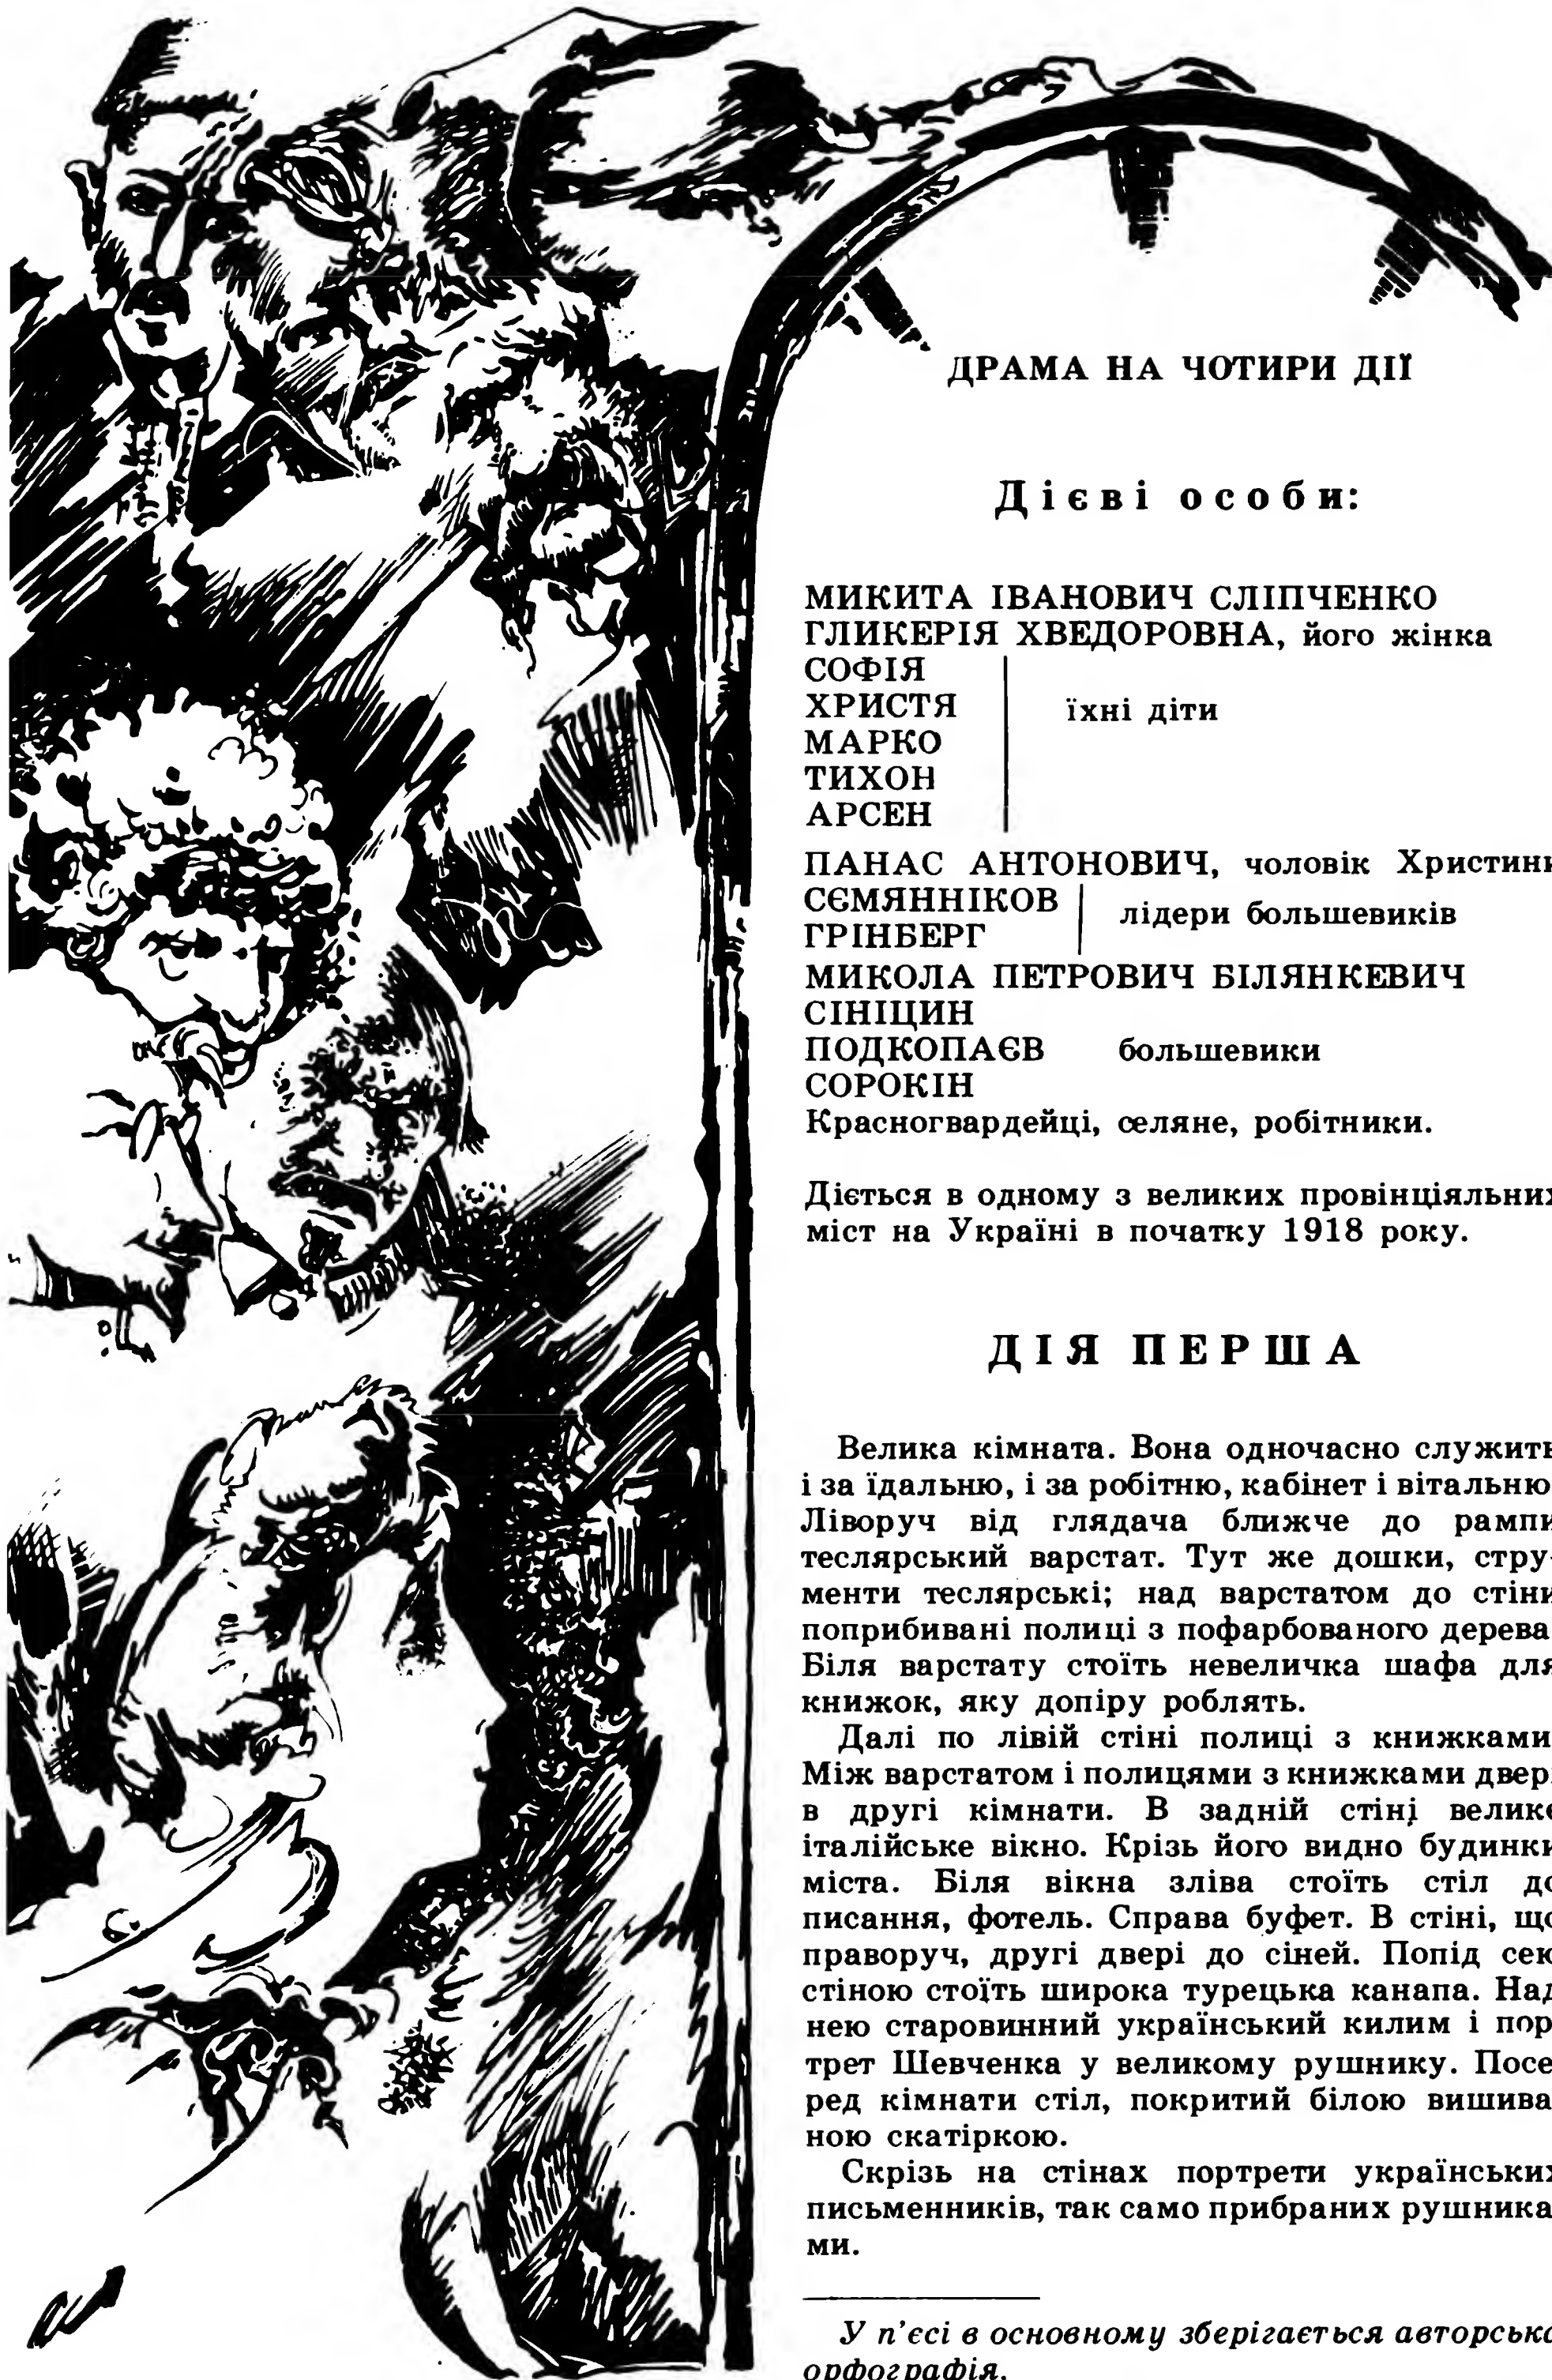 ДРАМА НА ЧОТИРИ ДІЇ
Дієві особи:
МИКИТА ІВАНОВИЧ СЛІПЧЕНКО
ГЛИКЕРІЯ ХВЕДОРОВНА, його жінка
СОФІЯ
ХРИСТЯ
їхні діти
МАРКО
ТИХОН
АРСЕН
ПАНАС АНТОНОВИЧ, чоловік Христини
СЄМЯННІКОВ
лідери большевиків
ГРІНБЕРГ
МИКОЛА ПЕТРОВИЧ БІЛЯНКЕВИЧ
СІНІЦИН
ПОДКОПАЄВ большевики
СОРОКІН
Красногвардейці, селяне, робітники.
Діється в одному з великих провінціяльних
міст на Україні в початку 1918 року.
ДІЯ ПЕРША
Велика кімната. Вона одночасно служить
і за їдальню, і за робітню, кабінет і вітальню
Ліворуч від глядача ближче до рампи
теслярський варстат. Тут же дошки, стру-
менти теслярські; над варстатом до стіни
поприбивані полиці з пофарбованого дерева.
Біля варстату стоїть невеличка шафа для
книжок, яку допіру роблять.
Далі по лівій стіні полиці з книжками.
Між варстатом і полицями з книжками двері
в другі кімнати. В задній стіні велике
італійське вікно. Крізь його видно будинки
міста. Біля вікна зліва стоїть стіл до
писання, фотель. Справа буфет. В стіні, що
праворуч, другі двері до сіней. Попід сею
стіною стоїть широка турецька канапа. Над
нею старовинний український килим і пор-
трет Шевченка у великому рушнику. Посе-
ред кімнати стіл, покритий білою вишива-
ною скатіркою.
Скрізь на стінах портрети українських
письменників, так само прибраних рушника-
ми.
У п'єсі в основному зберігається авторська
орфографія.